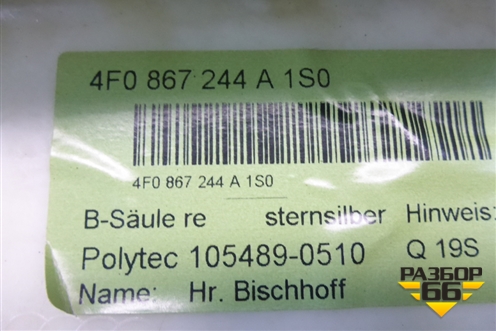 4F0 867 244 A 1S0
4F0 867 244 A 1S0
B-Säule re sternsilber Hinweis:
Polytec 105489-0510 Q 19S
Name: Hr. Bischhoff
РАЗБОР
66